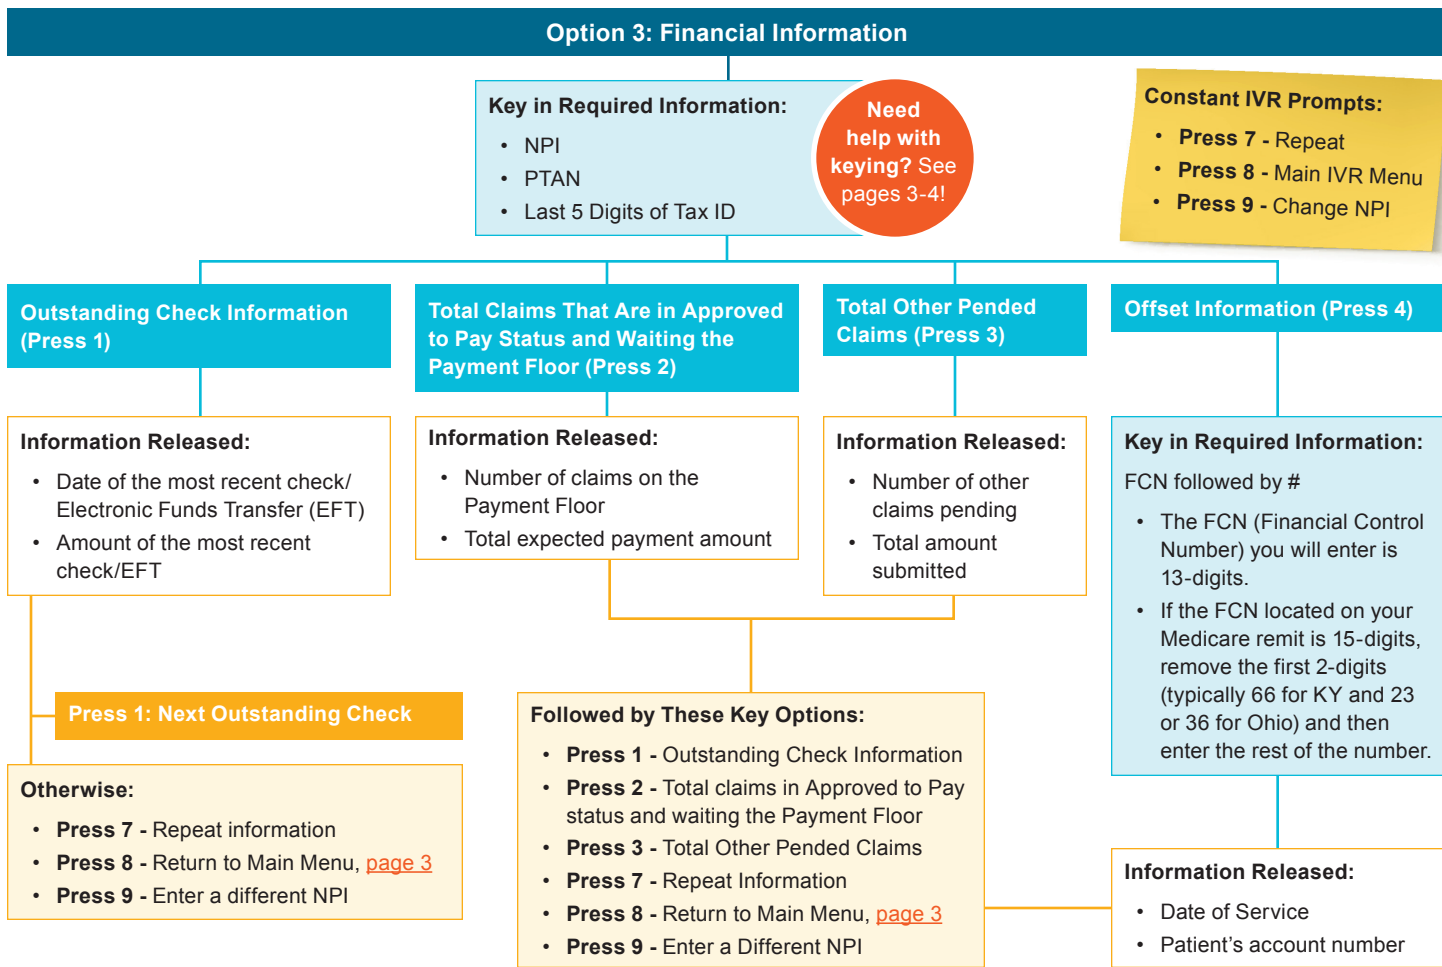 Option 3: Financial Information
Key in Required Information:
• NPI
• PTAN
• Last 5 Digits of Tax ID
Need
help with
keying? See
pages 3-4!
Constant IVR Prompts:
• Press 7 - Repeat
• Press 8 - Main IVR Menu
• Press 9 - Change NPI
Outstanding Check Information
(Press 1)
Information Released:
• Date of the most recent check/
Electronic Funds Transfer (EFT)
• Amount of the most recent
check/EFT
Press 1: Next Outstanding Check
Otherwise:
• Press 7 - Repeat information
• Press 8 - Return to Main Menu, page 3
• Press 9 - Enter a different NPI
Total Claims That Are in Approved
to Pay Status and Waiting the
Payment Floor (Press 2)
Information Released:
• Number of claims on the
Payment Floor
• Total expected payment amount
Total Other Pended
Claims (Press 3)
Information Released:
• Number of other
claims pending
• Total amount
submitted
Followed by These Key Options:
• Press 1 - Outstanding Check Information
• Press 2 - Total claims in Approved to Pay
status and waiting the Payment Floor
• Press 3 - Total Other Pended Claims
• Press 7 - Repeat Information
• Press 8 - Return to Main Menu, page 3
• Press 9 - Enter a Different NPI
Offset Information (Press 4)
Key in Required Information:
FCN followed by #
• The FCN (Financial Control
Number) you will enter is
13-digits.
• If the FCN located on your
Medicare remit is 15-digits,
remove the first 2-digits
(typically 66 for KY and 23
or 36 for Ohio) and then
enter the rest of the number.
Information Released:
• Date of Service
• Patient's account number